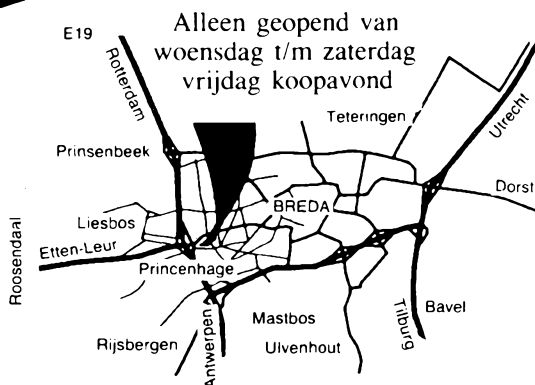 E19
Alleen geopend van
woensdag t/m zaterdag
vrijdag koopavond
Rotterdam
Teteringen
Utrecht
Prinsenbeek
Dorst
BREDA
Liesbos
Roosendaal
Etten-Leur
Princenhage
Bavel
Mastbos
Tilburg
Rijsbergen
Antwerpen
Ulvenhout